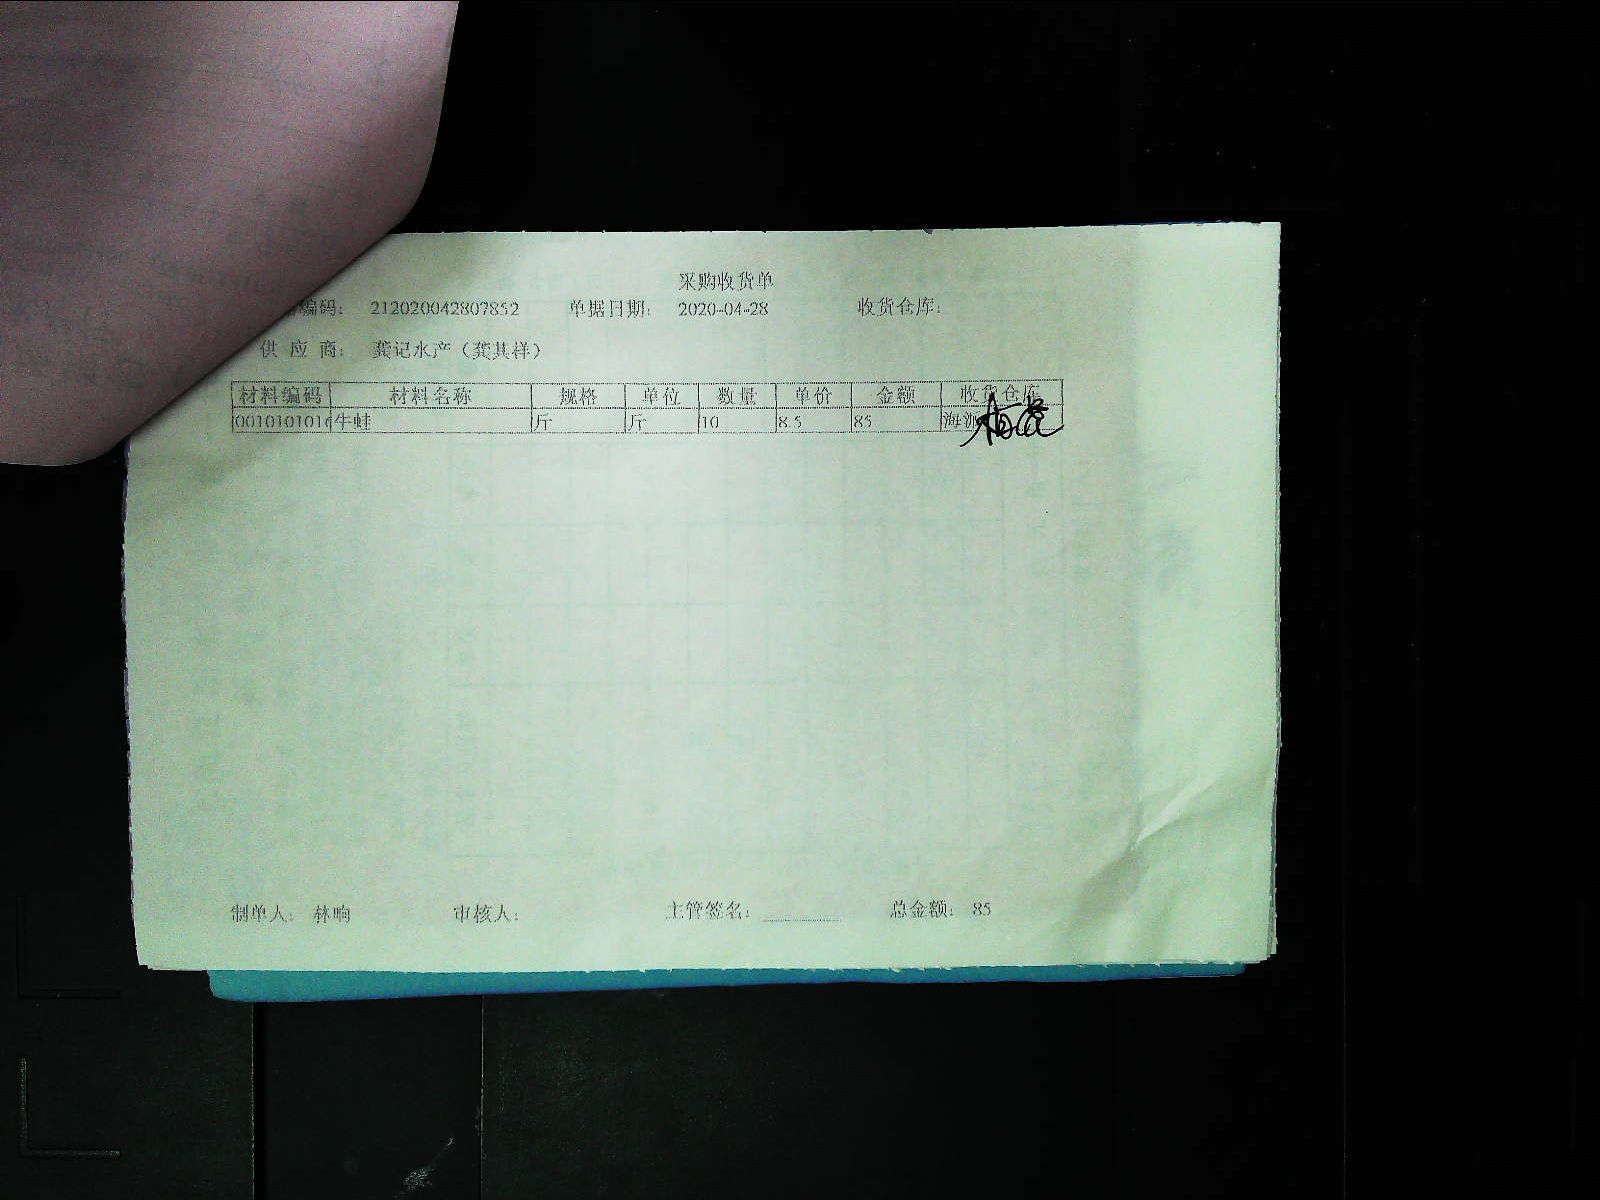 采购收货单
编码： 212020042807852 单据日期： 2020-04-28 收货仓库：
供应商： 龚记水产（龚其样）
材料编码 材料名称 规格 单位 数量 单价 金额 收货仓库
001010101 牛蛙 斤 斤 10 8.5 85 海
制单人： 林晌 审核人： 主管签名： 总金额： 85